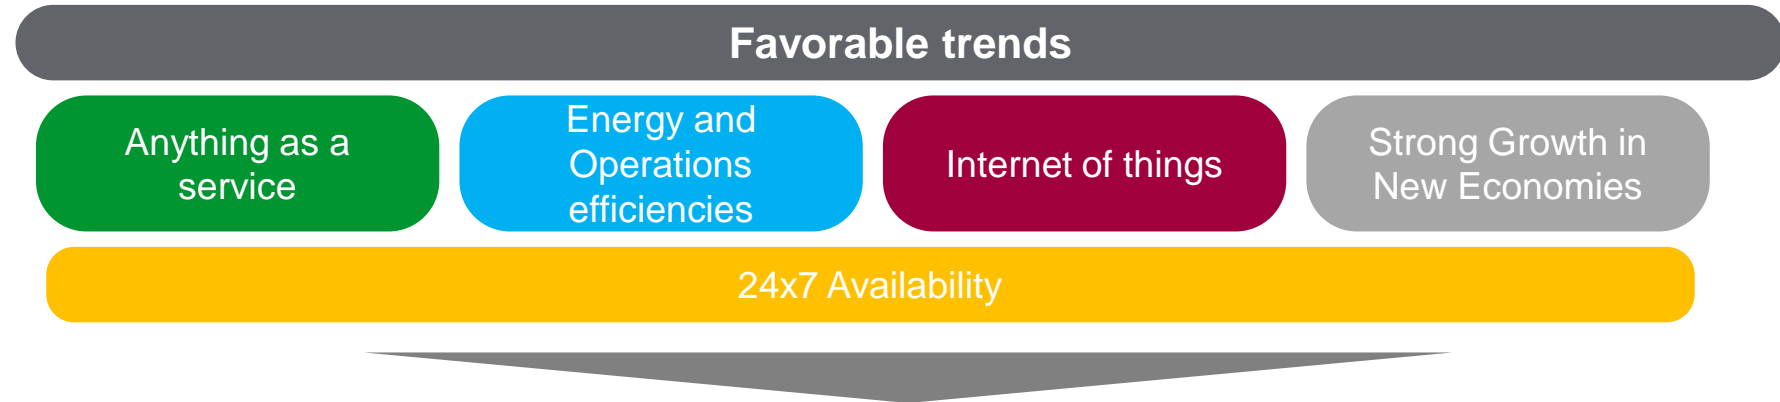 Favorable trends
Anything as a
service
Energy and
Operations
efficiencies
Internet of things
Strong Growth in
New Economies
24x7 Availability